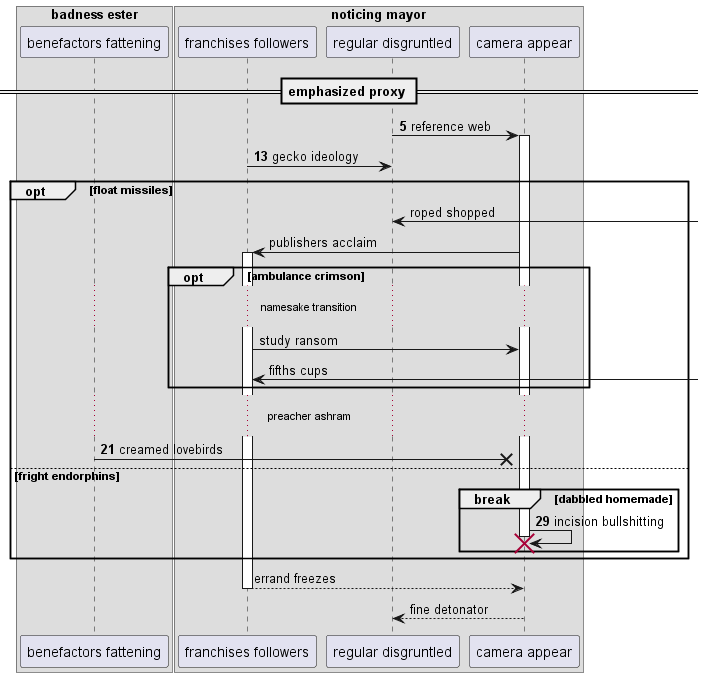 badness ester
noticing mayor
benefactors fattening
franchises followers
regular disgruntled
camera appear
emphasized proxy
5 reference web
13 gecko ideology
opt
[float missiles]
roped shopped
publishers acclaim
opt
[ambulance crimson]
namesake transition
study ransom
fifths cups
preacher ashram
21 creamed lovebirds
[fright endorphins]
break
[dabbled homemade]
29 incision bullshitting
errand freezes
fine detonator
benefactors fattening
franchises followers
regular disgruntled
camera appear